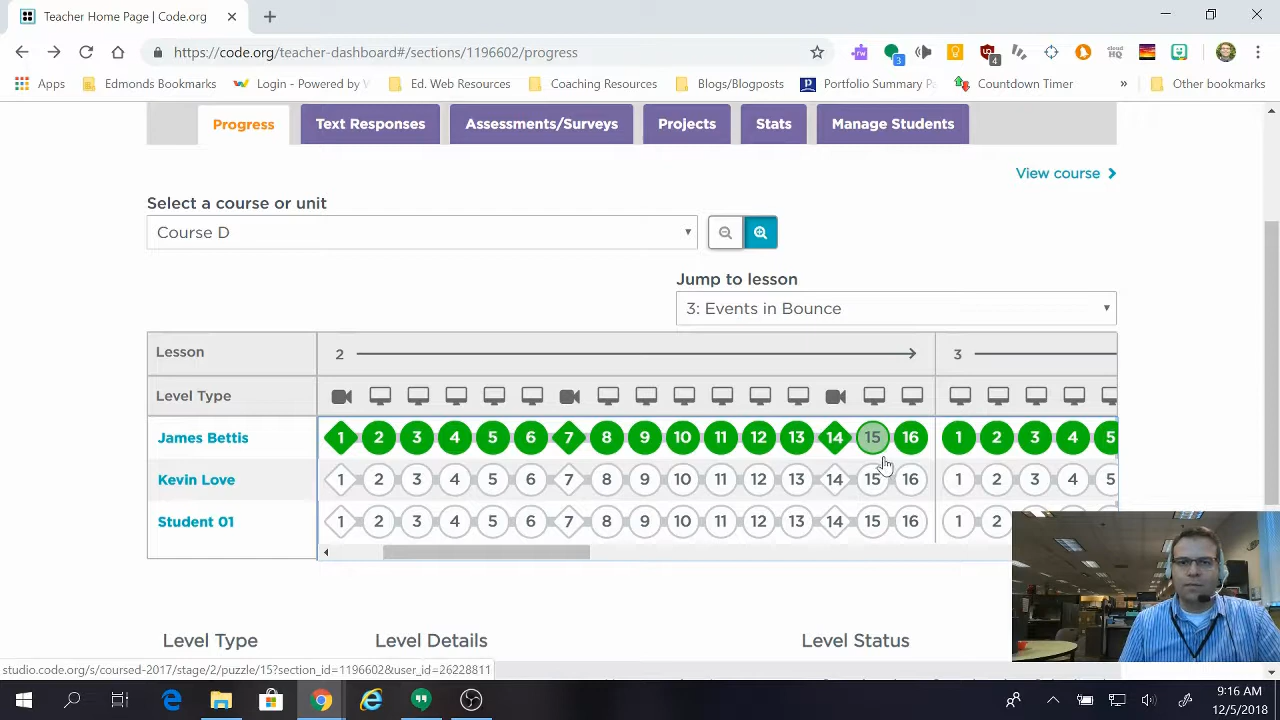 Teacher Home Page | Code.org
https://code.org/teacher-dashboard#/sections/1196602/progress
rw 3 4 cloud HQ
Apps Edmonds Bookmarks Login - Powered by Ed. Web Resources Coaching Resources Blogs/Blogposts Portfolio Summary P Countdown Timer » Other bookmarks
Progress Text Responses Assessments/Surveys Projects Stats Manage Students
View course
Select a course or unit
Course D
Jump to lesson
3: Events in Bounce
Lesson 2 3
Level Type
James Bettis 1 2 3 4 5 6 7 8 9 10 11 12 13 14 15 16 1 2 3 4 5
Kevin Love 1 2 3 4 5 6 7 8 9 10 11 12 13 14 15 16 1 2 3 4 5
Student 01 1 2 3 4 5 6 7 8 9 10 11 12 13 14 15 16 1 2
Level Type Level Details Level Status
studio.code.org/s/coursed-2017/stage/2/puzzle/15?section_id=1196602&user_id=26228811
9:16 AM
12/5/2018